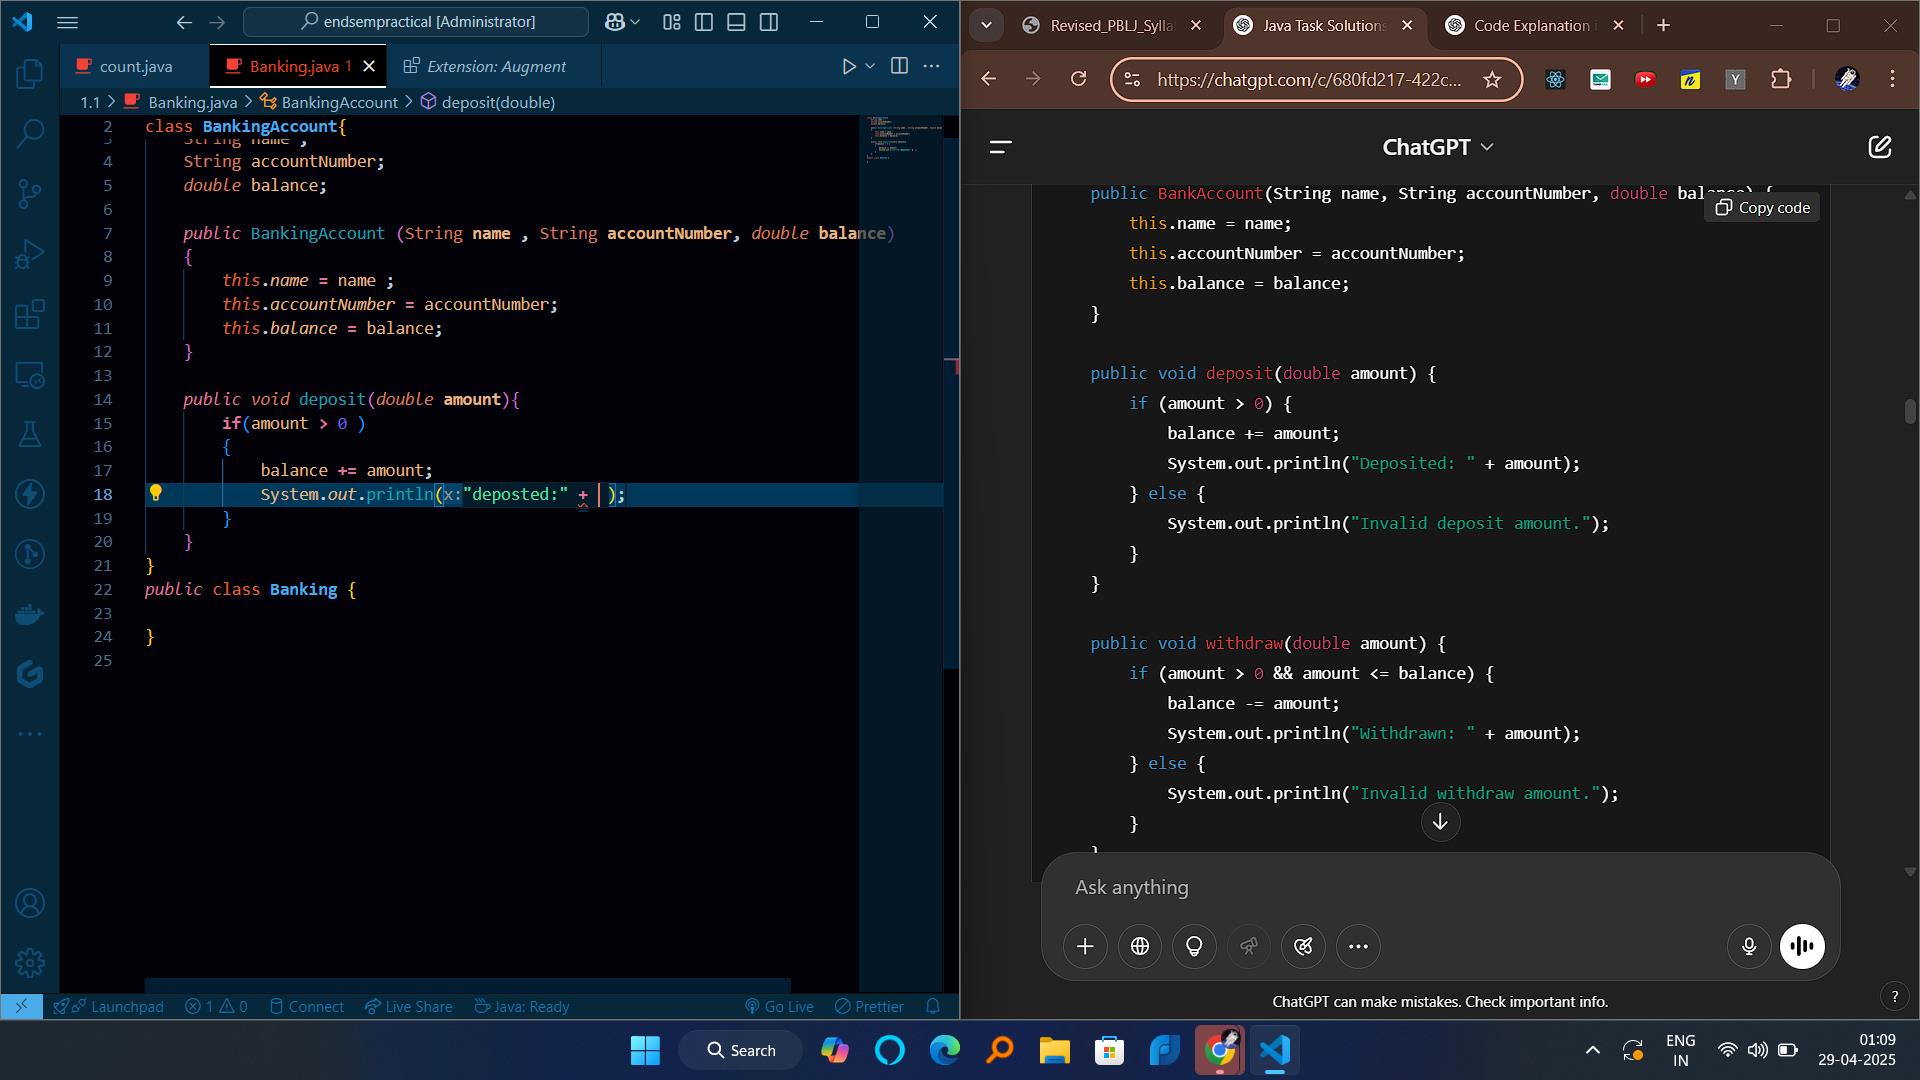 endsempractical [Administrator]
count.java
Banking.java 1
Extension: Augment
1.1 > Banking.java > BankingAccount > deposit(double)
2 class BankingAccount{
3 String name ;
4 String accountNumber;
5 double balance;
6
7 public BankingAccount (String name , String accountNumber, double balance)
8 {
9 this.name = name ;
10 this.accountNumber = accountNumber;
11 this.balance = balance;
12 }
13
14 public void deposit(double amount){
15 if(amount > 0 )
16 {
17 balance += amount;
18 System.out.println(x:"deposted:" + );
19 }
20 }
21 }
22 public class Banking {
23
24 }
25
Launchpad
1 0
Connect
Live Share
Java: Ready
Go Live
Prettier
Revised_PBLJ_Sylla
Java Task Solutions
Code Explanation
https://chatgpt.com/c/680fd217-422c...
ChatGPT
Copy code
public BankAccount(String name, String accountNumber, double balance) {
this.name = name;
this.accountNumber = accountNumber;
this.balance = balance;
}
public void deposit(double amount) {
if (amount > 0) {
balance += amount;
System.out.println("Deposited: " + amount);
} else {
System.out.println("Invalid deposit amount.");
}
}
public void withdraw(double amount) {
if (amount > 0 && amount <= balance) {
balance -= amount;
System.out.println("Withdrawn: " + amount);
} else {
System.out.println("Invalid withdraw amount.");
}
}
Ask anything
ChatGPT can make mistakes. Check important info.
?
Search
ENG
IN
01:09
29-04-2025